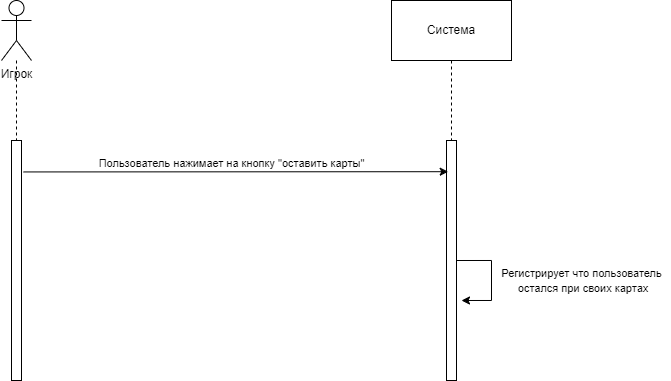 Система
Игрок
Пользователь нажимает на кнопку "оставить карты"
Регистрирует что пользователь
остался при своих картах